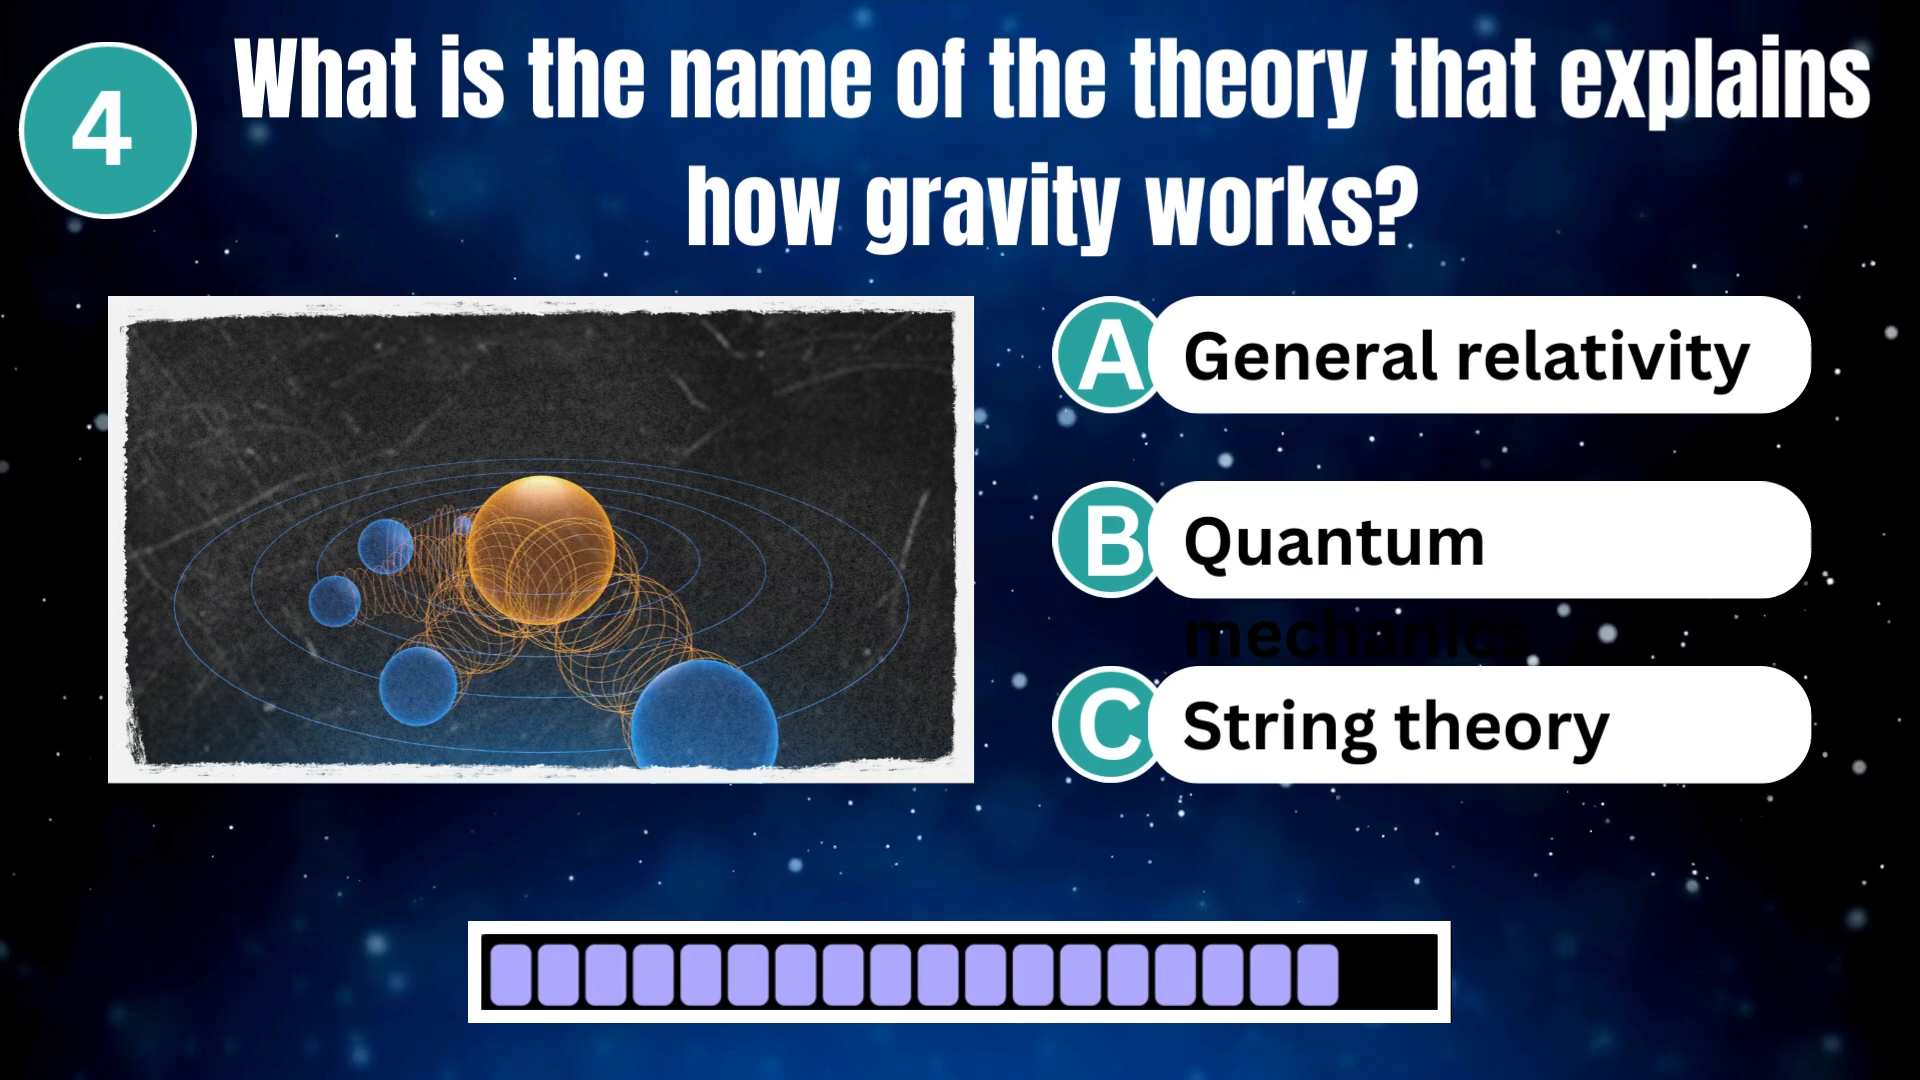 4
What is the name of the theory that explains
how gravity works?
A General relativity
B Quantum
mechanics
C String theory